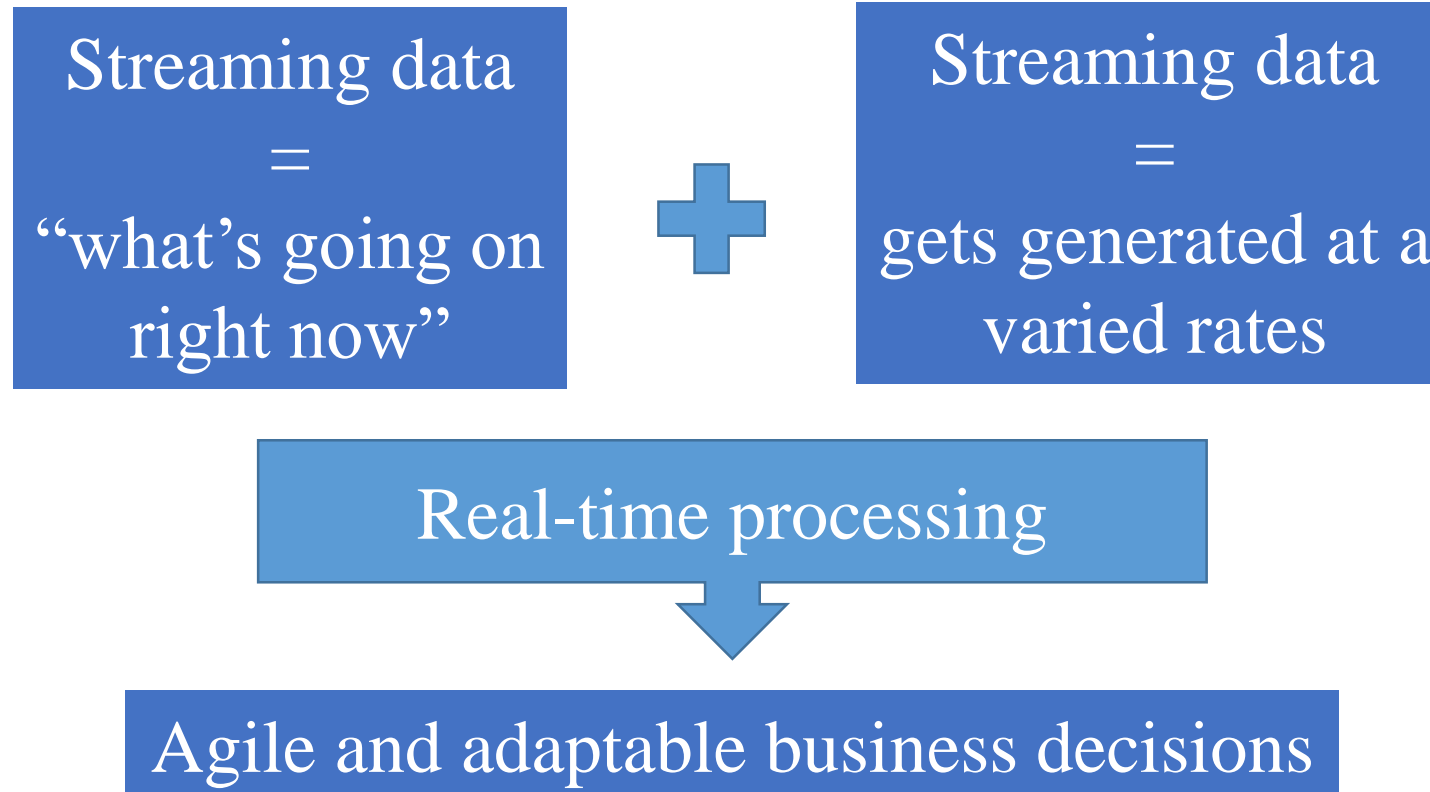 Streaming data
=
“what’s going on
right now”
Streaming data
=
gets generated at a
varied rates
Real-time processing
Agile and adaptable business decisions